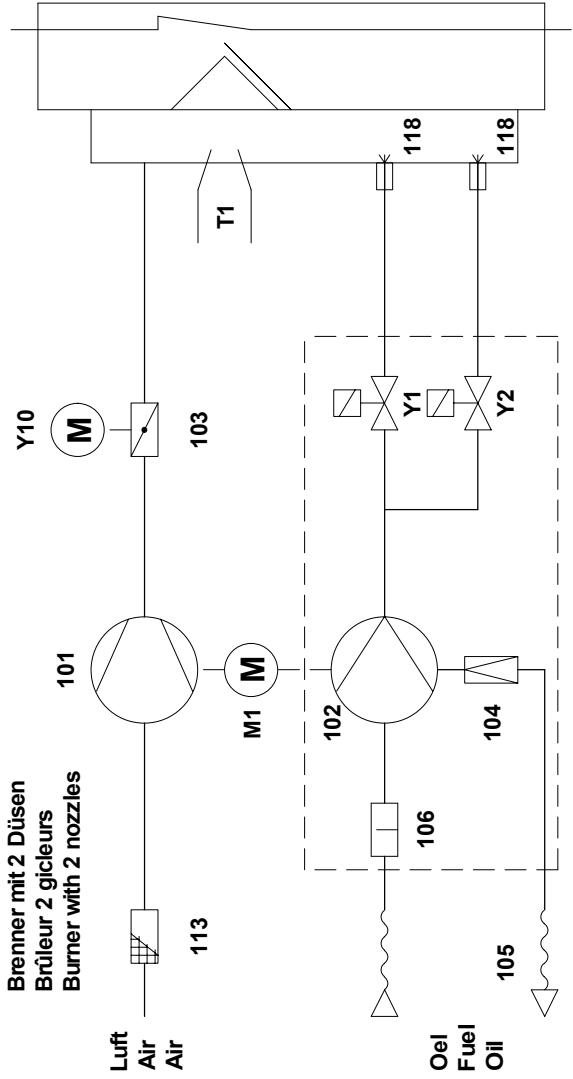 Brenner mit 2 Düsen
Brûleur 2 gicleurs
Burner with 2 nozzles
Luft
Air
Air
113
101
M
M1
M
Y10
103
T1
Oel
Fuel
Oil
105
106
102
104
Y1
Y2
118
118